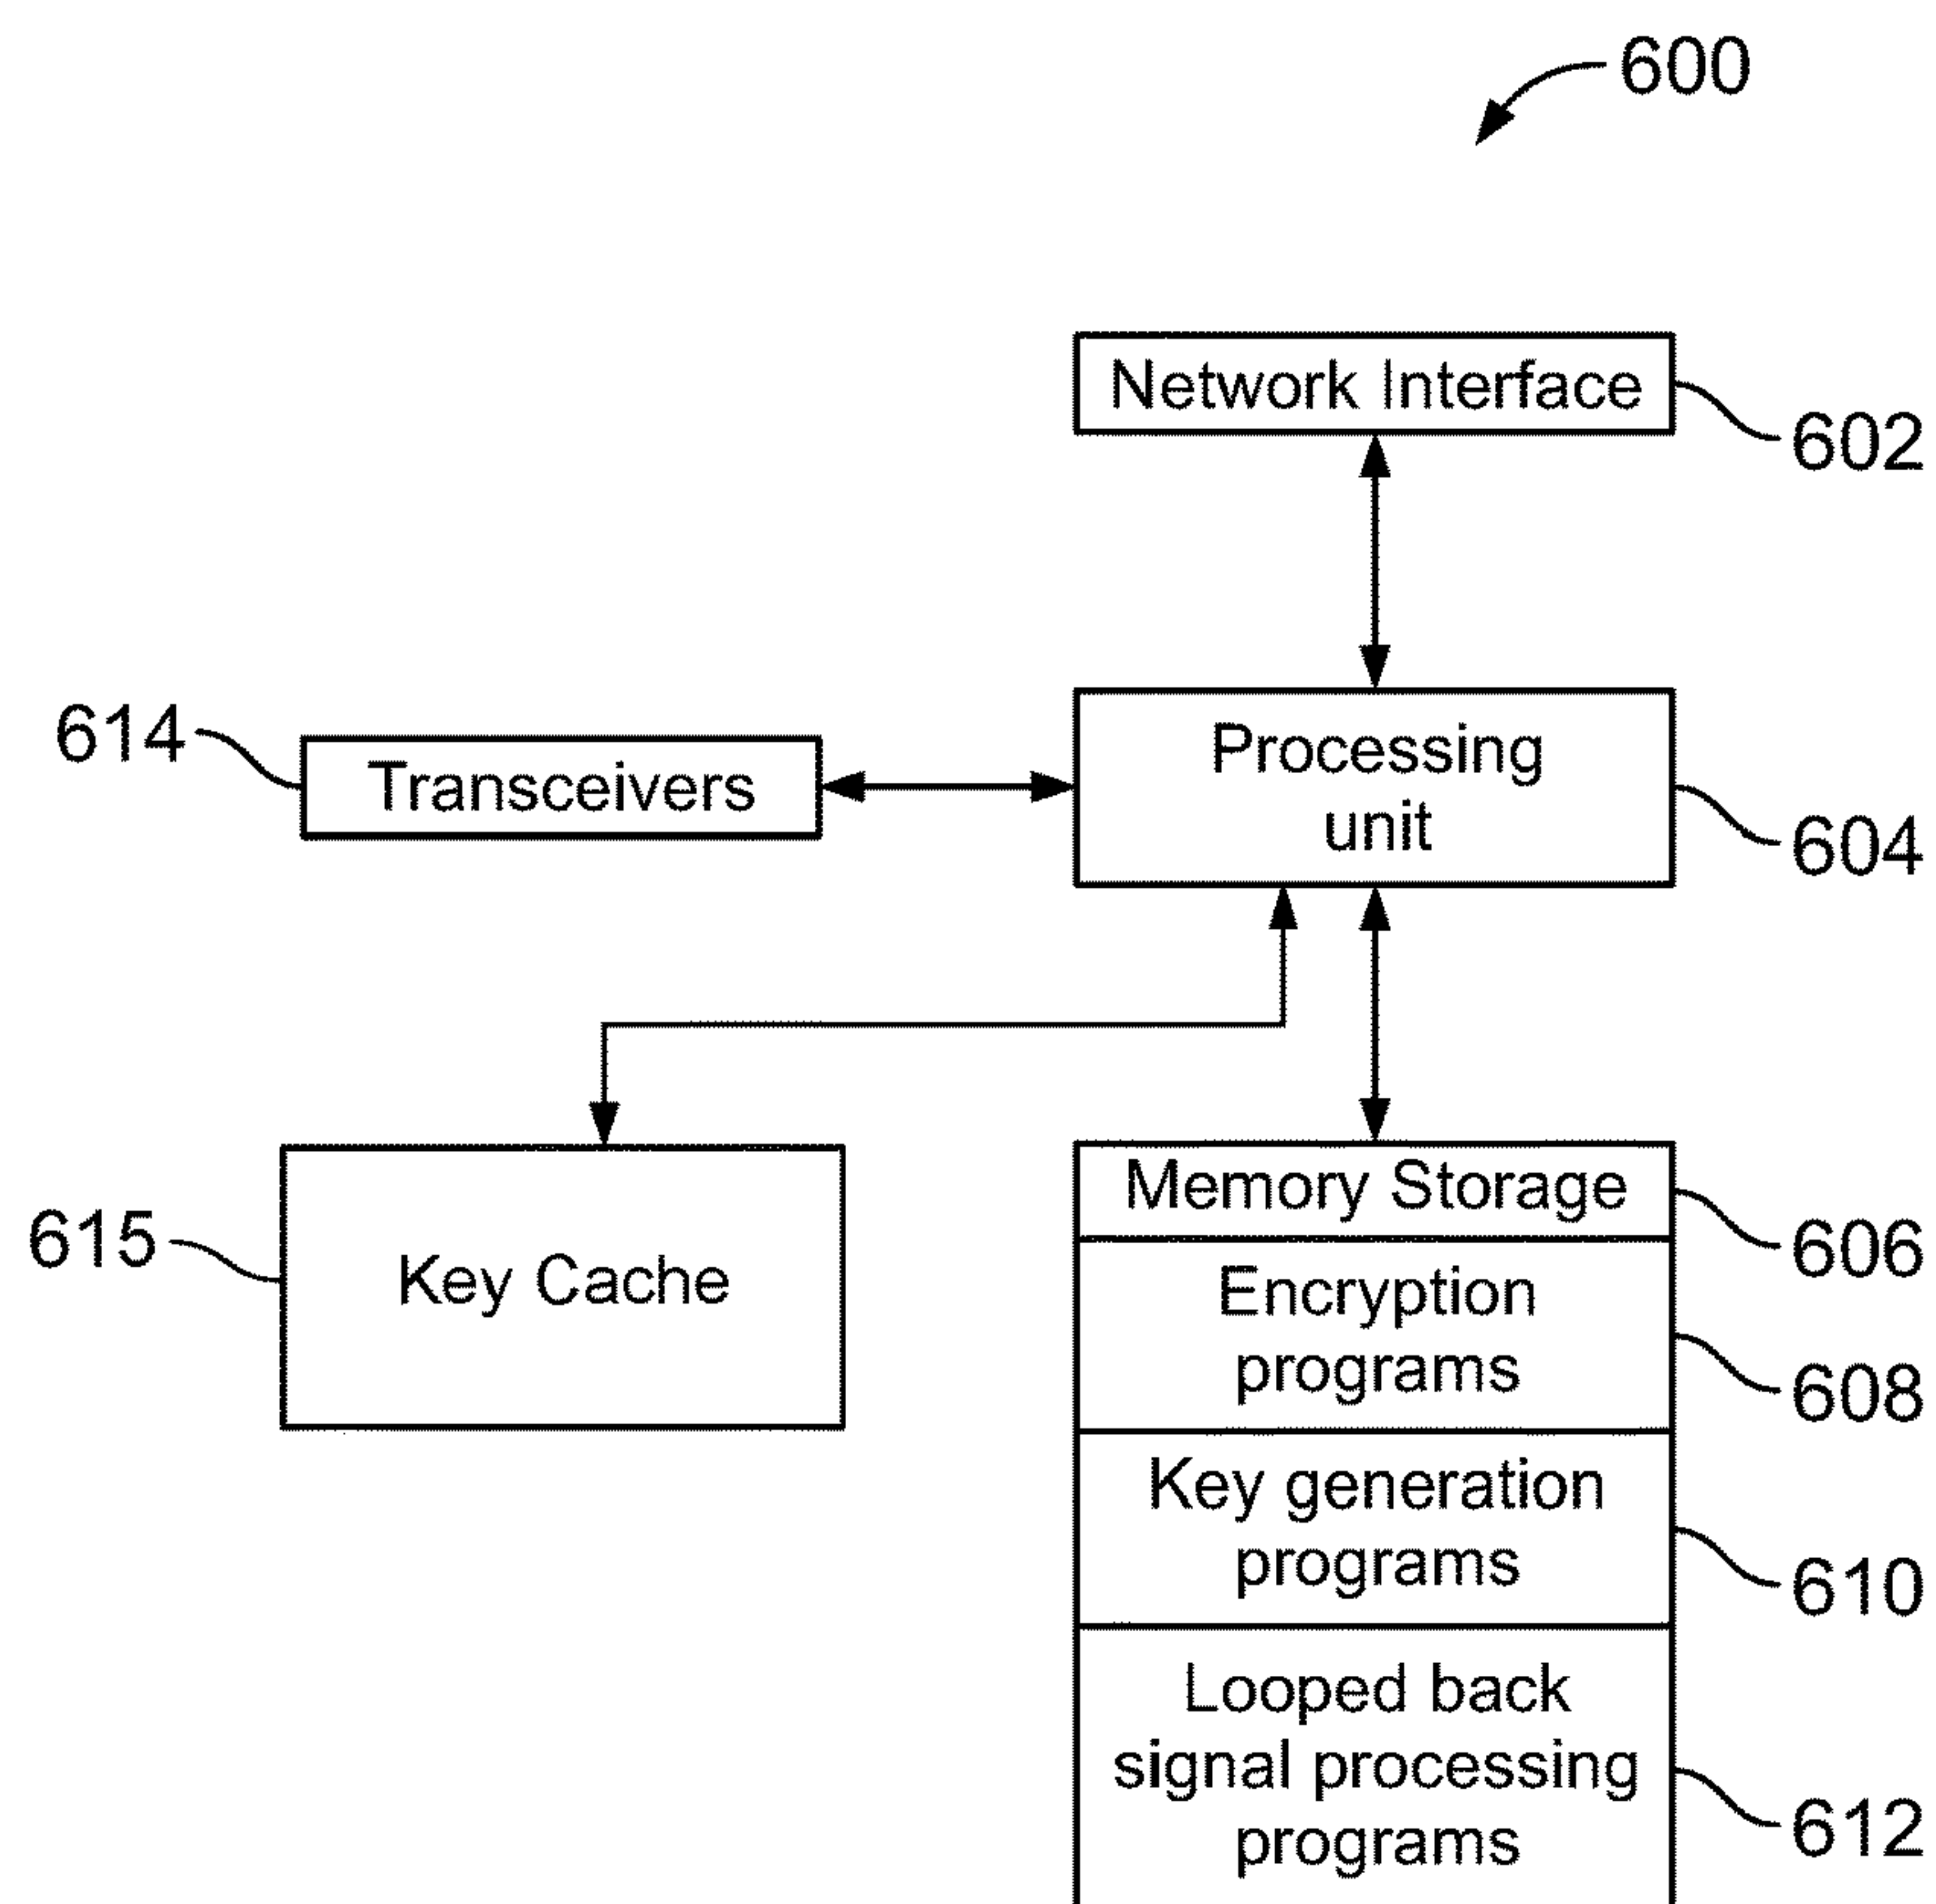 600
Network Interface
602
Processing
unit
604
614
Transceivers
Memory Storage
606
615
Key Cache
Encryption
programs
608
Key generation
programs
610
Looped back
signal processing
programs
612